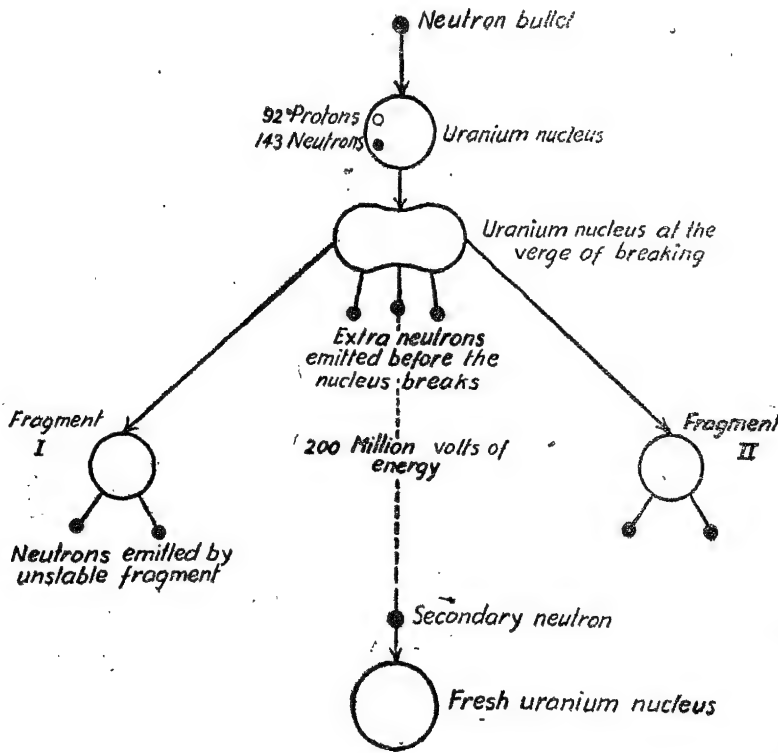 Neutron bullet
92 Protons
143 Neutrons
Uranium nucleus
Uranium nucleus at the
verge of breaking
Extra neutrons
emitted before the
nucleus breaks
Fragment
I
Fragment
II
200 Million volts of
energy
Neutrons emitted by
unstable fragment
Secondary neutron
Fresh uranium nucleus